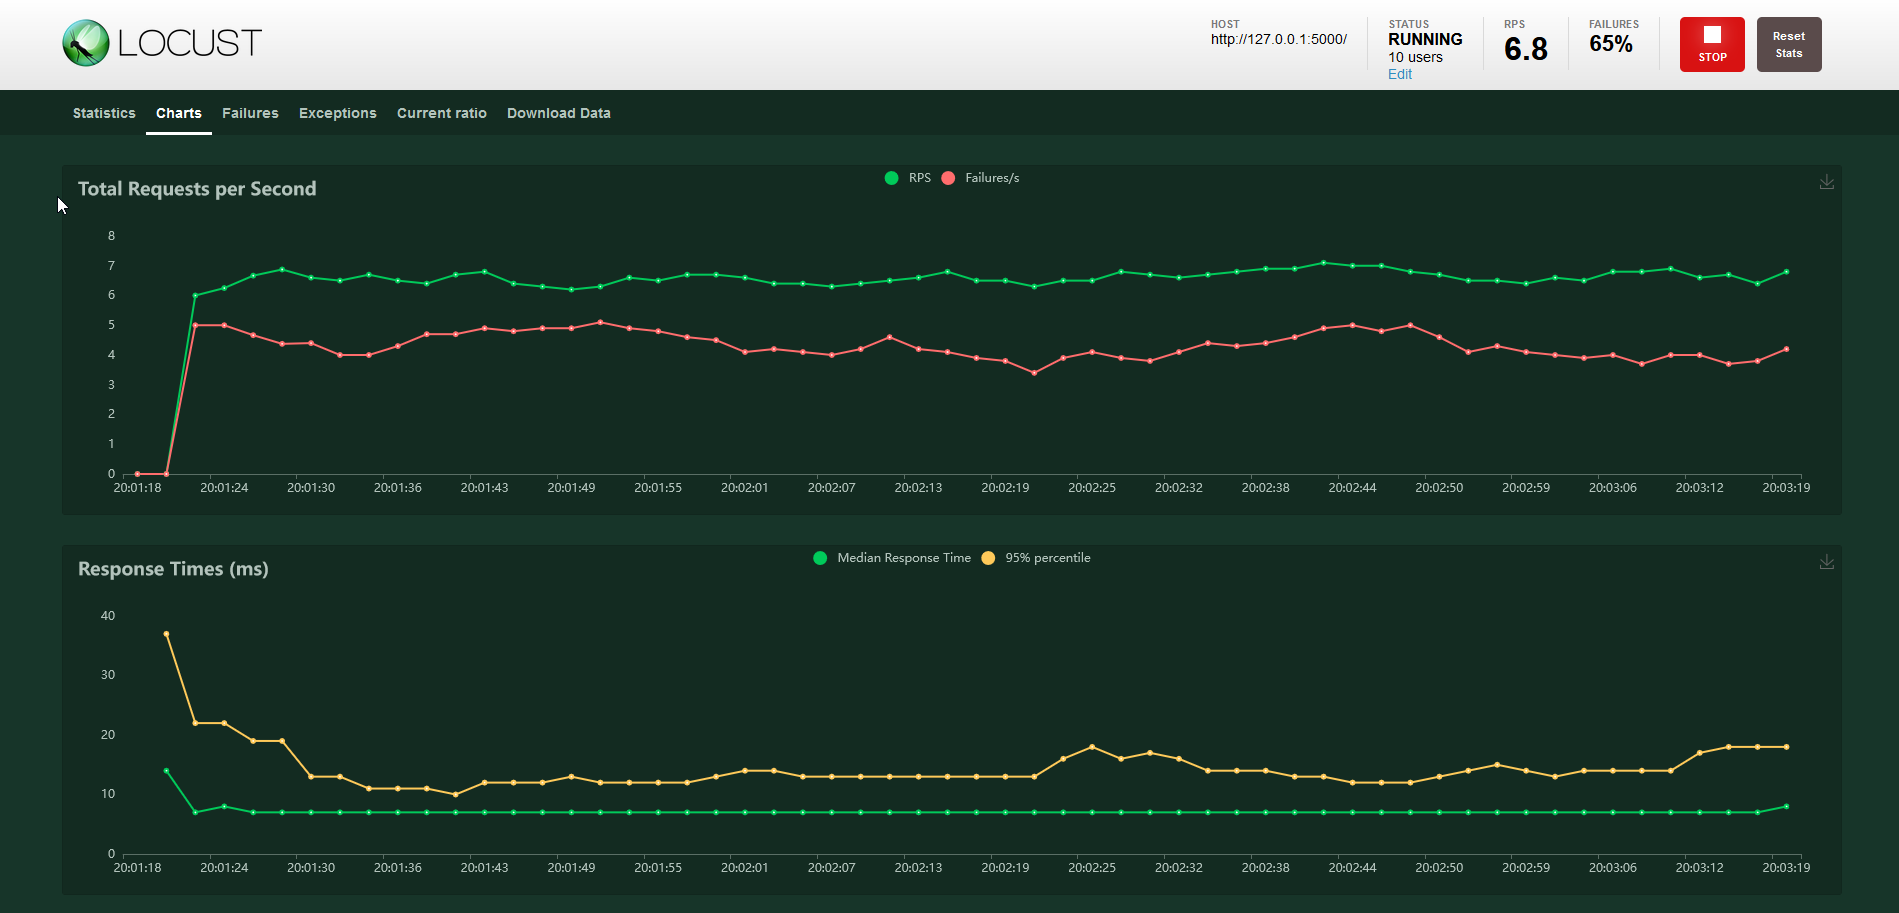 LOCUST
HOST
http://127.0.0.1:5000/
STATUS
RUNNING
10 users
Edit
RPS
6.8
FAILURES
65%
STOP
Reset
Stats
Statistics Charts Failures Exceptions Current ratio Download Data
Total Requests per Second
RPS Failures/s
8
7
6
5
4
3
2
1
0
20:01:18 20:01:24 20:01:30 20:01:36 20:01:43 20:01:49 20:01:55 20:02:01 20:02:07 20:02:13 20:02:19 20:02:25 20:02:32 20:02:38 20:02:44 20:02:50 20:02:59 20:03:06 20:03:12 20:03:19
Response Times (ms)
Median Response Time 95% percentile
40
30
20
10
0
20:01:18 20:01:24 20:01:30 20:01:36 20:01:43 20:01:49 20:01:55 20:02:01 20:02:07 20:02:13 20:02:19 20:02:25 20:02:32 20:02:38 20:02:44 20:02:50 20:02:59 20:03:06 20:03:12 20:03:19